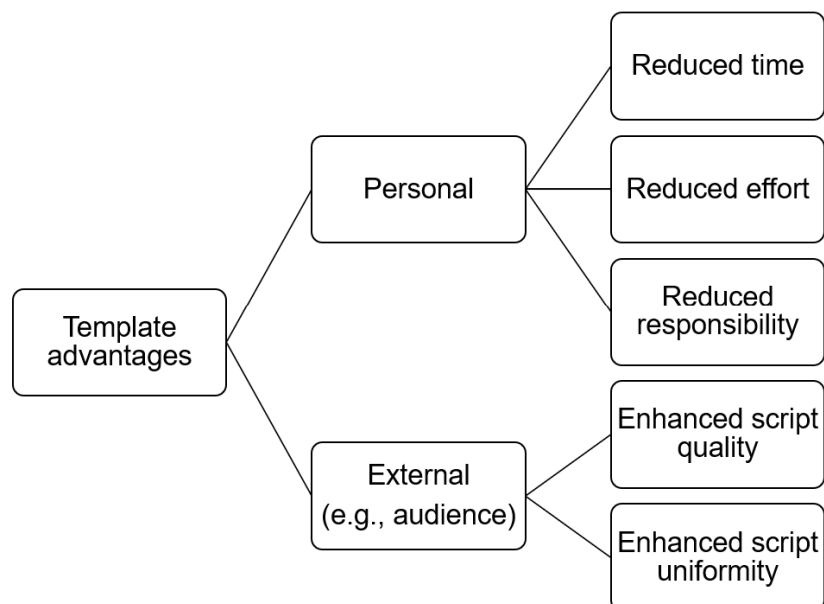 Template
advantages
Personal
Reduced time
Reduced effort
Reduced
responsibility
External
(e.g., audience)
Enhanced script
quality
Enhanced script
uniformity